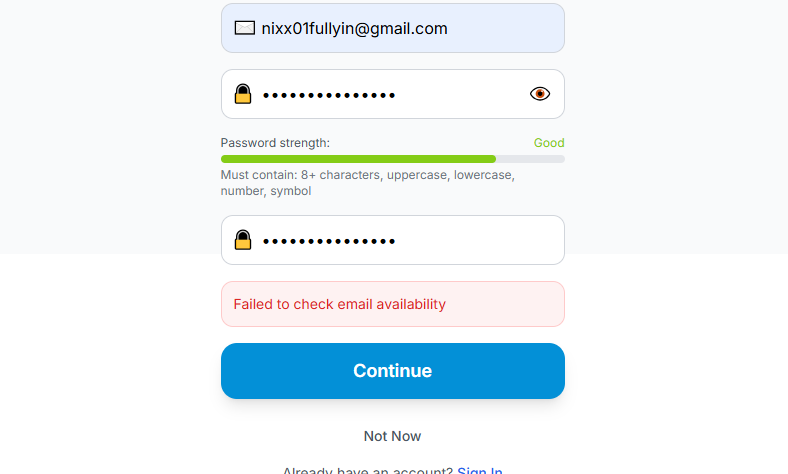 nixx01fullyin@gmail.com
•••••••••••••••
Password strength:
Good
Must contain: 8+ characters, uppercase, lowercase,
number, symbol
•••••••••••••••
Failed to check email availability
Continue
Not Now
Already have an account? Sign In